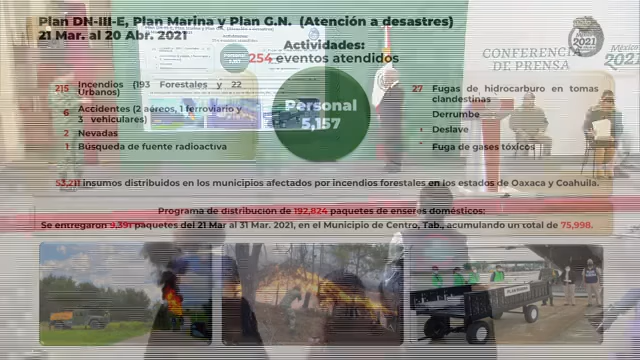 Plan DN-III-E, Plan Marina y Plan G.N. (Atención a desastres)
21 Mar. al 20 Abr. 2021
Actividades:
254 eventos atendidos
215 Incendios (193 Forestales y 22 Urbanos)
6 Accidentes (2 aéreos, 1 ferroviario y 3 vehiculares)
2 Nevadas
1 Búsqueda de fuente radioactiva
Personal
5,157
27 Fugas de hidrocarburo en tomas
clandestinas
Derrumbe
Deslave
Fuga de gases tóxicos
53,211 insumos distribuidos en los municipios afectados por incendios forestales en los estados de Oaxaca y Coahuila.
Programa de distribución de 192,824 paquetes de enseres domésticos:
Se entregaron 9,391 paquetes del 21 Mar al 31 Mar. 2021, en el Municipio de Centro, Tab., acumulando un total de 75,998.
CONFERENCIA
DE PRENSA
2021
México
2021